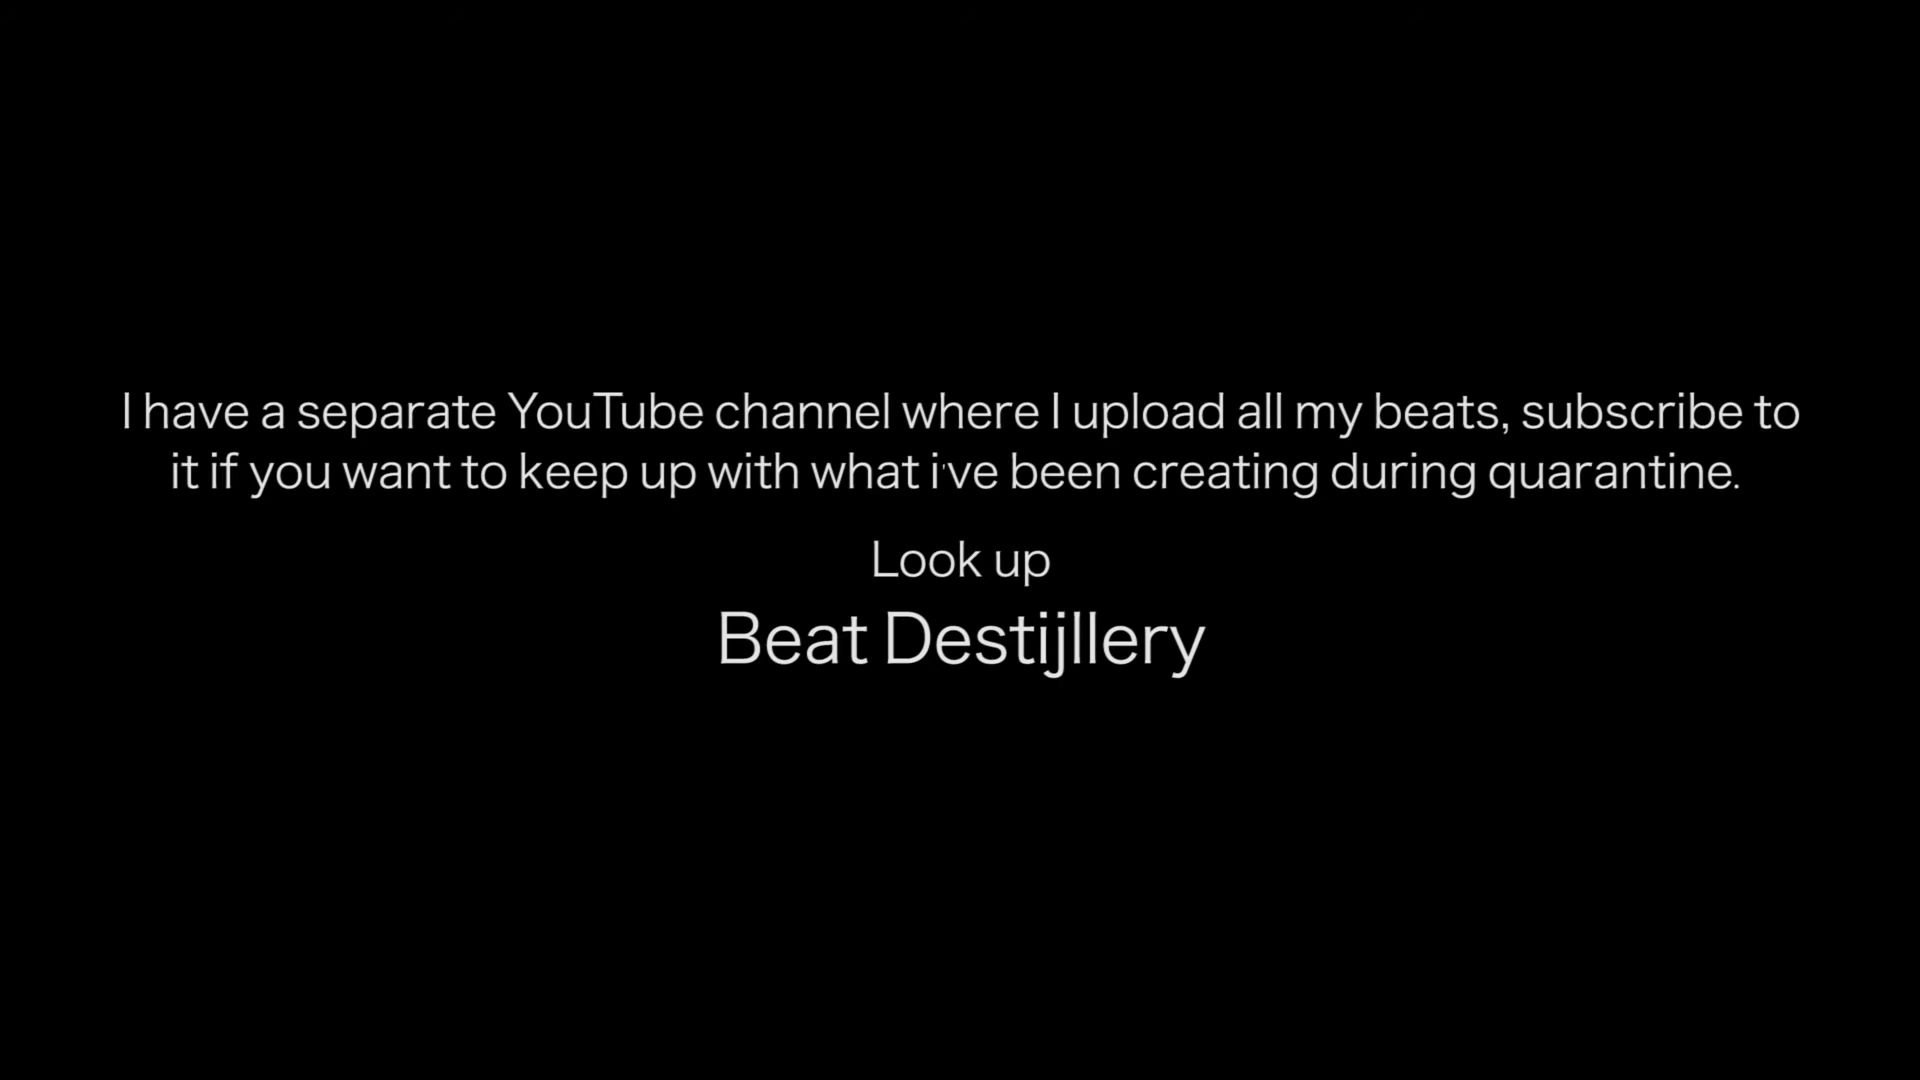 I have a separate YouTube channel where I upload all my beats, subscribe to
it if you want to keep up with what i've been creating during quarantine.
Look up
Beat Destijllery